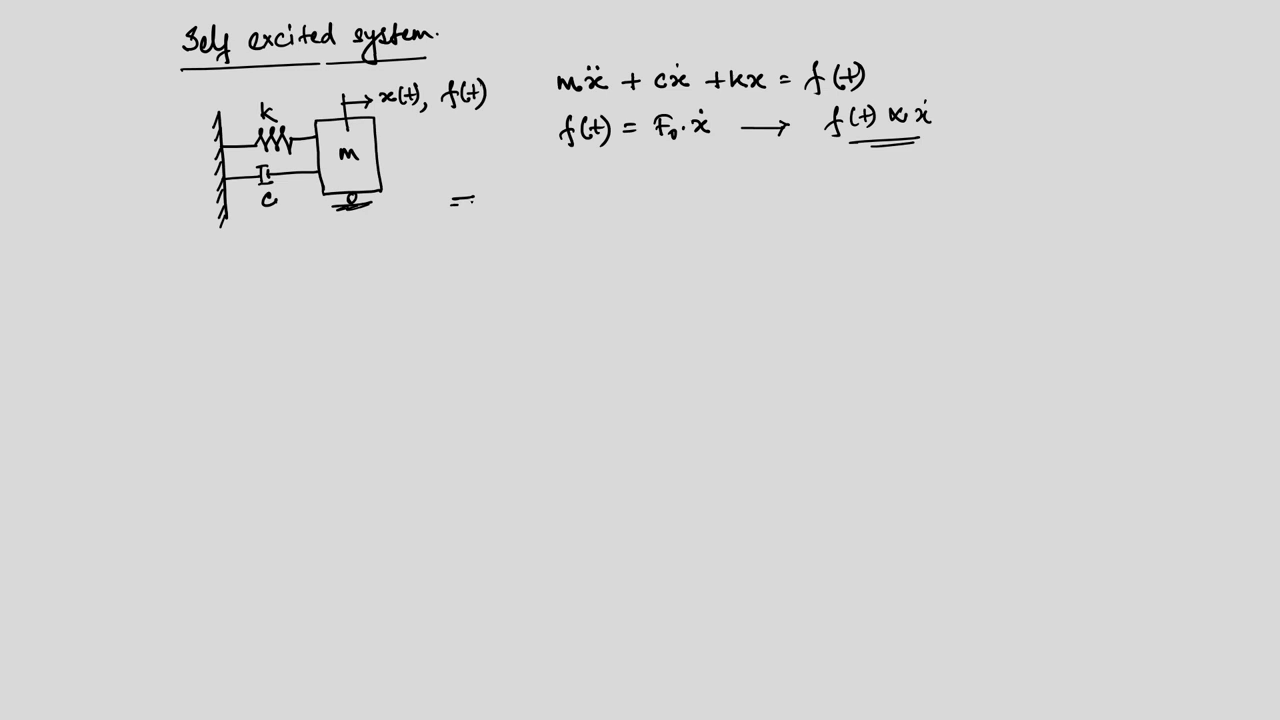 Self excited system.
mẍ + cẋ + kx = f(t)
k
x(t), f(t)
f(t) = F₀·ẋ → f(t) ∝ ẋ
m
c
=